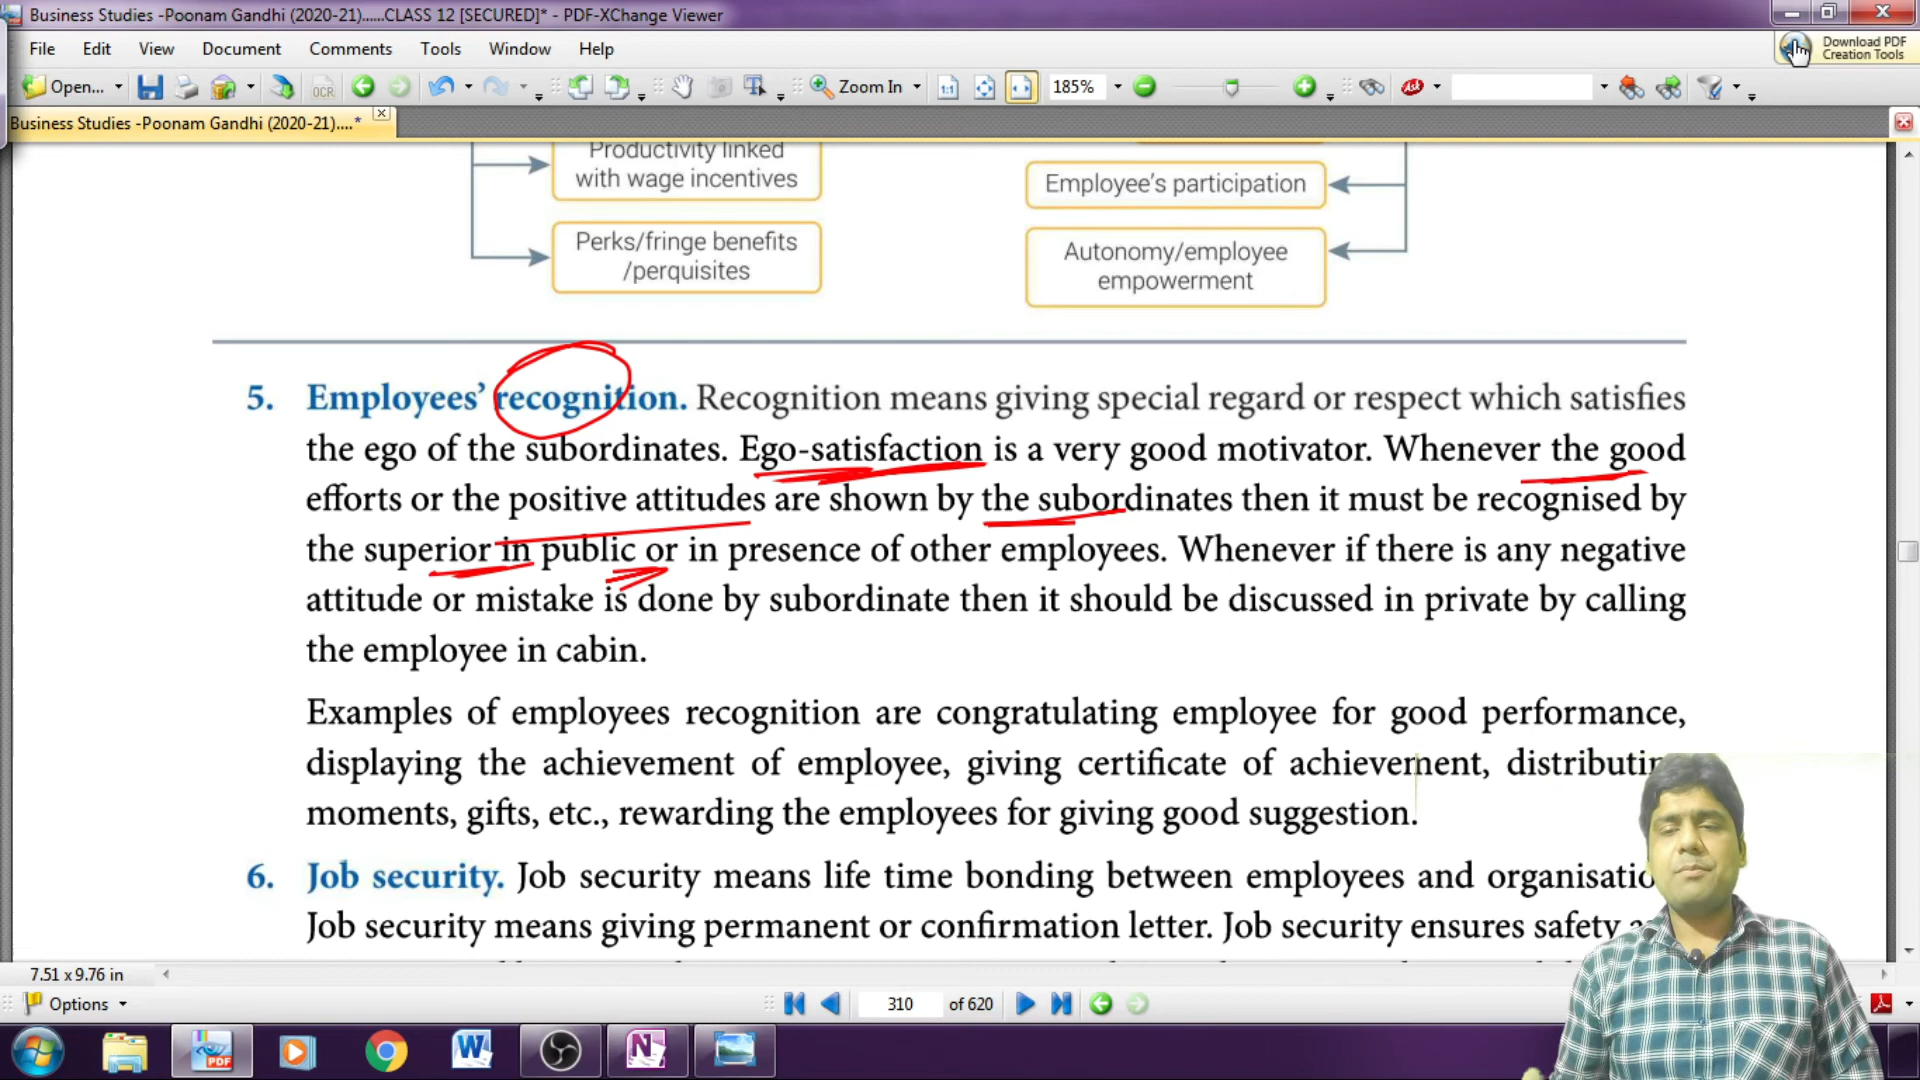 Business Studies -Poonam Gandhi (2020-21)......CLASS 12 [SECURED]* - PDF-XChange Viewer
File Edit View Document Comments Tools Window Help
Download PDF
Creation Tools
Open... OCR Zoom In 1:1 185%
Business Studies -Poonam Gandhi (2020-21)....*
Productivity linked
with wage incentives
Employee's participation
Perks/fringe benefits
/perquisites
Autonomy/employee
empowerment
5. Employees' recognition. Recognition means giving special regard or respect which satisfies
the ego of the subordinates. Ego-satisfaction is a very good motivator. Whenever the good
efforts or the positive attitudes are shown by the subordinates then it must be recognised by
the superior in public or in presence of other employees. Whenever if there is any negative
attitude or mistake is done by subordinate then it should be discussed in private by calling
the employee in cabin.
Examples of employees recognition are congratulating employee for good performance,
displaying the achievement of employee, giving certificate of achievement, distributin
moments, gifts, etc., rewarding the employees for giving good suggestion.
6. Job security. Job security means life time bonding between employees and organisatio
Job security means giving permanent or confirmation letter. Job security ensures safety
7.51 x 9.76 in
Options 310 of 620
PDF